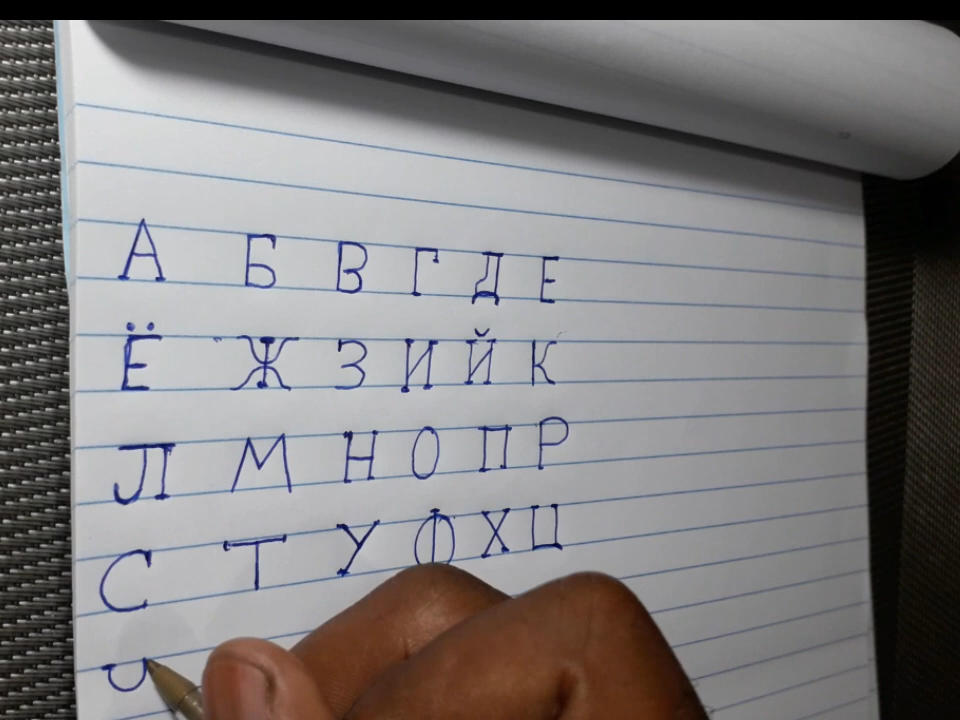 А Б В Г Д Е
Ё Ж З И Й К
Л М Н О П Р
С Т У Ф Х Ц